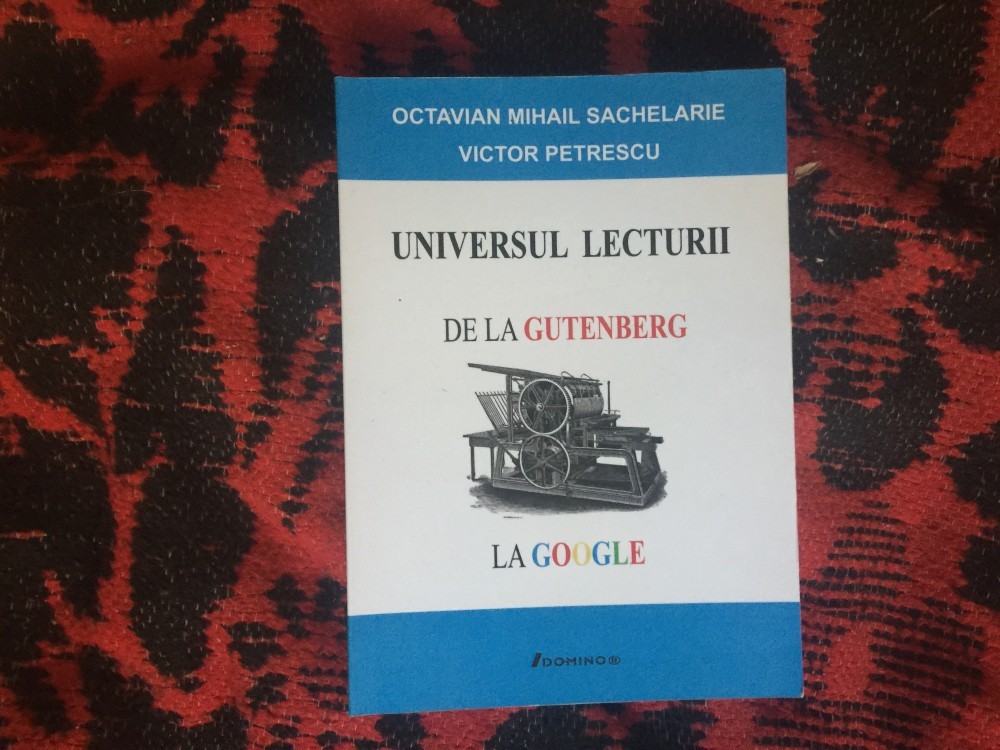 OCTAVIAN MIHAIL SACHELARIE
VICTOR PETRESCU
UNIVERSUL LECTURII
DE LA GUTENBERG
LA GOOGLE
DOMINO®